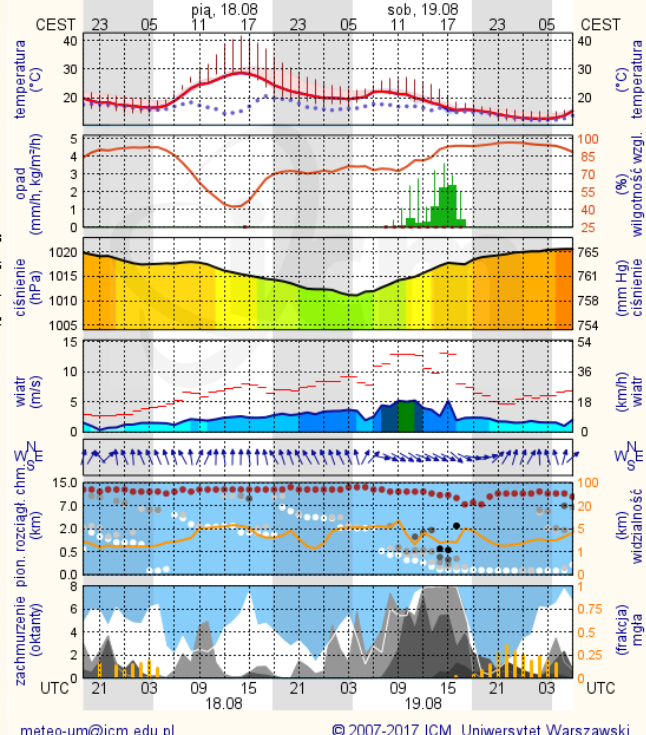 pią, 18.08 sob, 19.08
CEST 23 05 11 17 23 05 11 17 23 05 CEST
temperatura (°C) 40 30 20 40 30 20 temperatura (°C)
opad (mm/h, kg/m²/h) 5 4 3 2 1 0 100 85 70 55 40 25 wilgotność wzgl. (%)
ciśnienie (hPa) 1020 1015 1010 1005 765 761 758 754 (mm Hg) ciśnienie
wiatr (m/s) 15 10 5 0 54 36 18 0 (km/h) wiatr
N W E S N W E S
pion. rozciągł. chm. (km) 15.0 7.0 2.0 0.5 0.0 100 20 5 1 0 (km) widzialność
zachmurzenie (oktanty) 8 6 4 2 0 1 0.75 0.5 0.25 0 (frakcja) mgła
UTC 21 03 09 15 21 03 09 15 21 03 UTC
18.08 19.08
meteo-um@icm.edu.pl © 2007-2017 ICM, Uniwersytet Warszawski